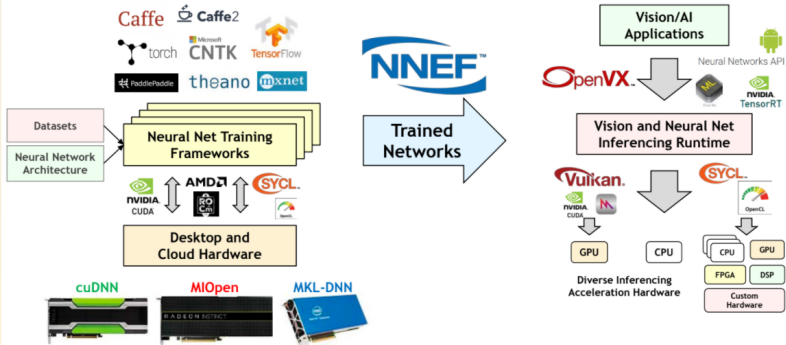 Caffe
Caffe2
torch
Microsoft
CNTK
TensorFlow
PaddlePaddle
theano
mxnet
Datasets
Neural Network
Architecture
Neural Net Training
Frameworks
NVIDIA
CUDA
AMD
ROCm
SYCL
OpenCL
Desktop and
Cloud Hardware
cuDNN
MIOpen
MKL-DNN
RADEON INSTINCT
NNEF™
Trained
Networks
Vision/AI
Applications
Neural Networks API
OpenVX
ML
NVIDIA
TensorRT
Vision and Neural Net
Inferencing Runtime
Vulkan
NVIDIA
CUDA
SYCL
OpenCL
GPU
CPU
CPU
GPU
FPGA
DSP
Custom
Hardware
Diverse Inferencing
Acceleration Hardware